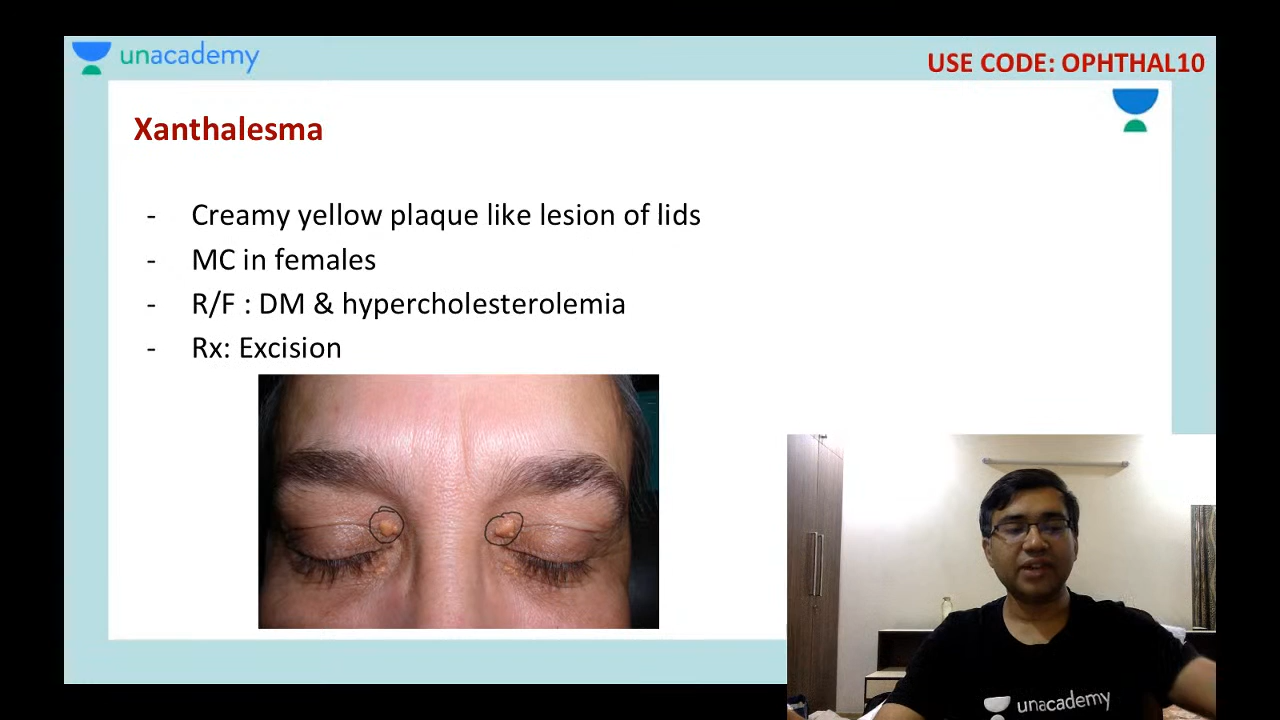 unacademy
USE CODE: OPHTHAL10
Xanthalesma
- Creamy yellow plaque like lesion of lids
- MC in females
- R/F : DM & hypercholesterolemia
- Rx: Excision
unacademy